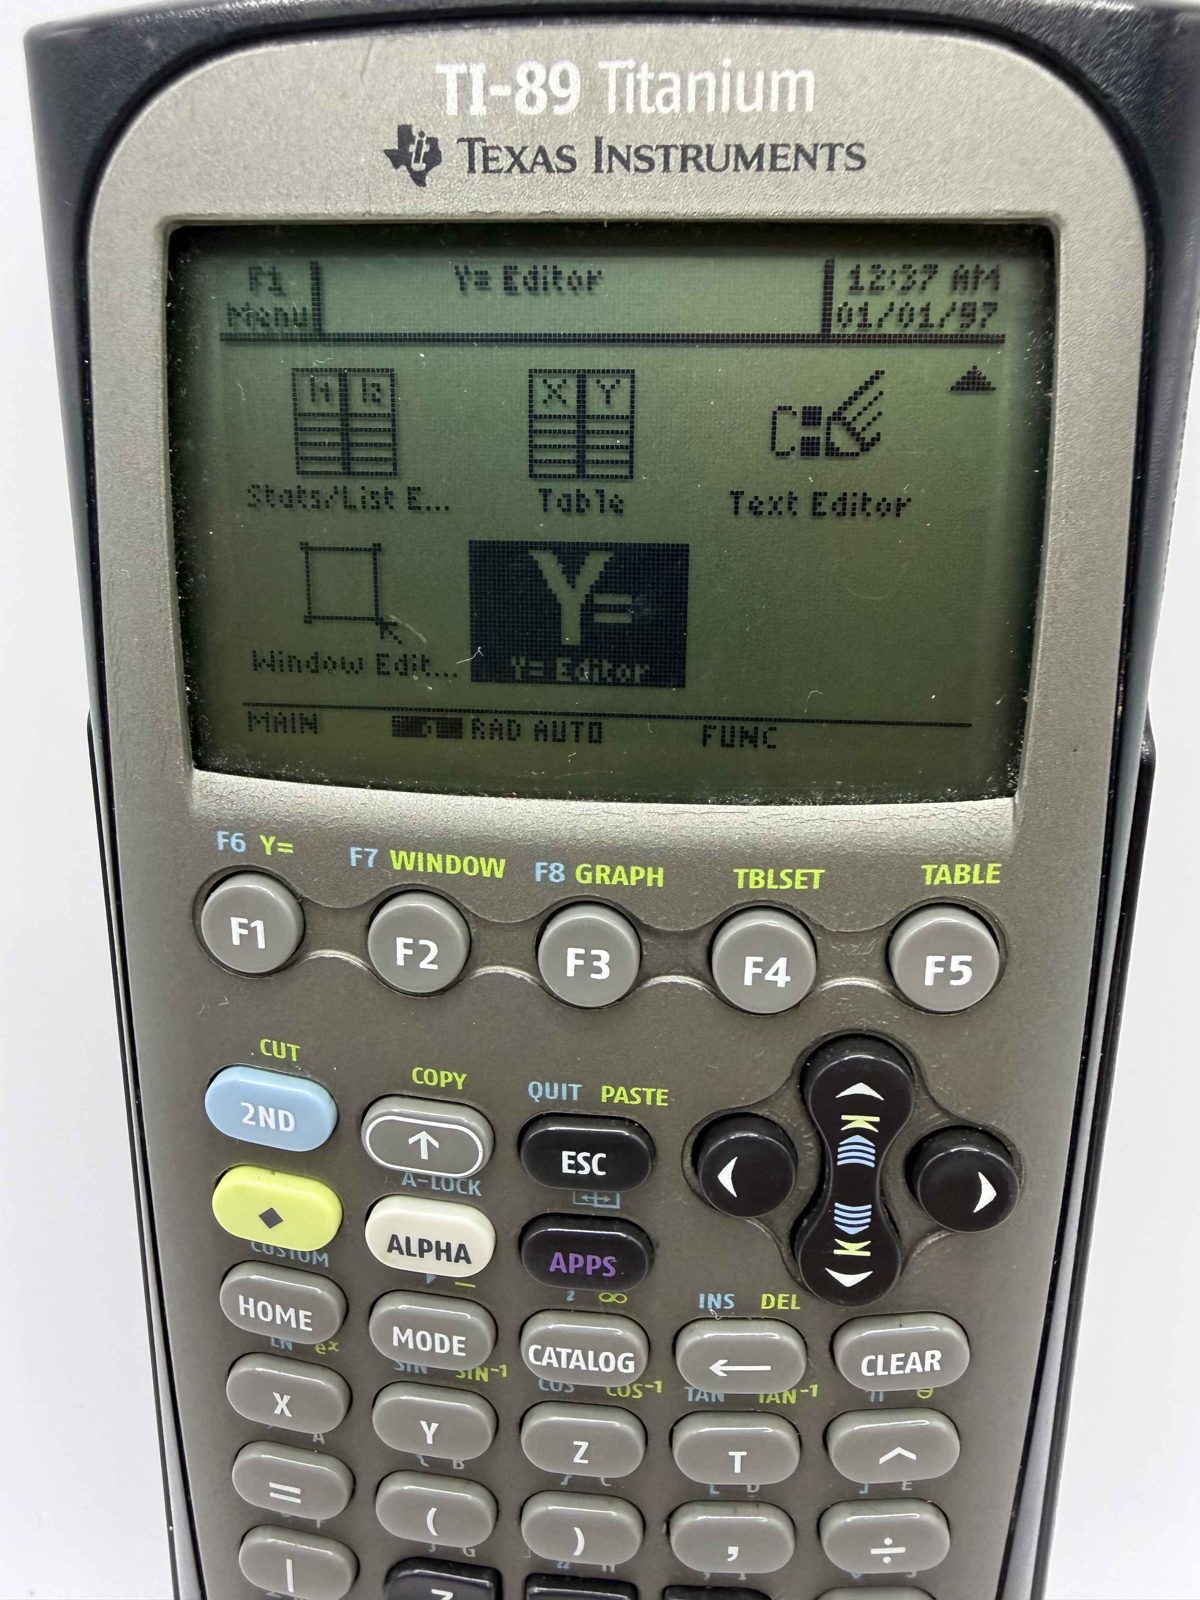 TI-89 Titanium
TEXAS INSTRUMENTS
F1 Menu
Y= Editor
12:37 AM
01/01/97
Stats/List E...
Table
X Y
Text Editor
Window Edit...
Y=
Y= Editor
MAIN RAD AUTO FUNC
F6 Y= F7 WINDOW F8 GRAPH TBLSET TABLE
F1 F2 F3 F4 F5
CUT COPY QUIT PASTE
2ND ↑ ESC
A-LOCK
ALPHA APPS
CUSTOM
INS DEL
HOME MODE CATALOG ← CLEAR
LN eˣ SIN SIN⁻¹ COS COS⁻¹ TAN TAN⁻¹ π θ
X Y Z T ^
A { B } C [ D ] E
= ( ) , ÷
G H I
|